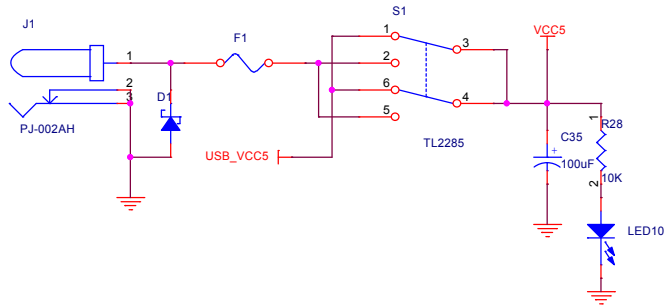 J1
F1
S1
VCC5
1
2
3
D1
PJ-002AH
USB_VCC5
1
2
6
5
3
4
TL2285
C35
+
100uF
1
R28
10K
2
LED10